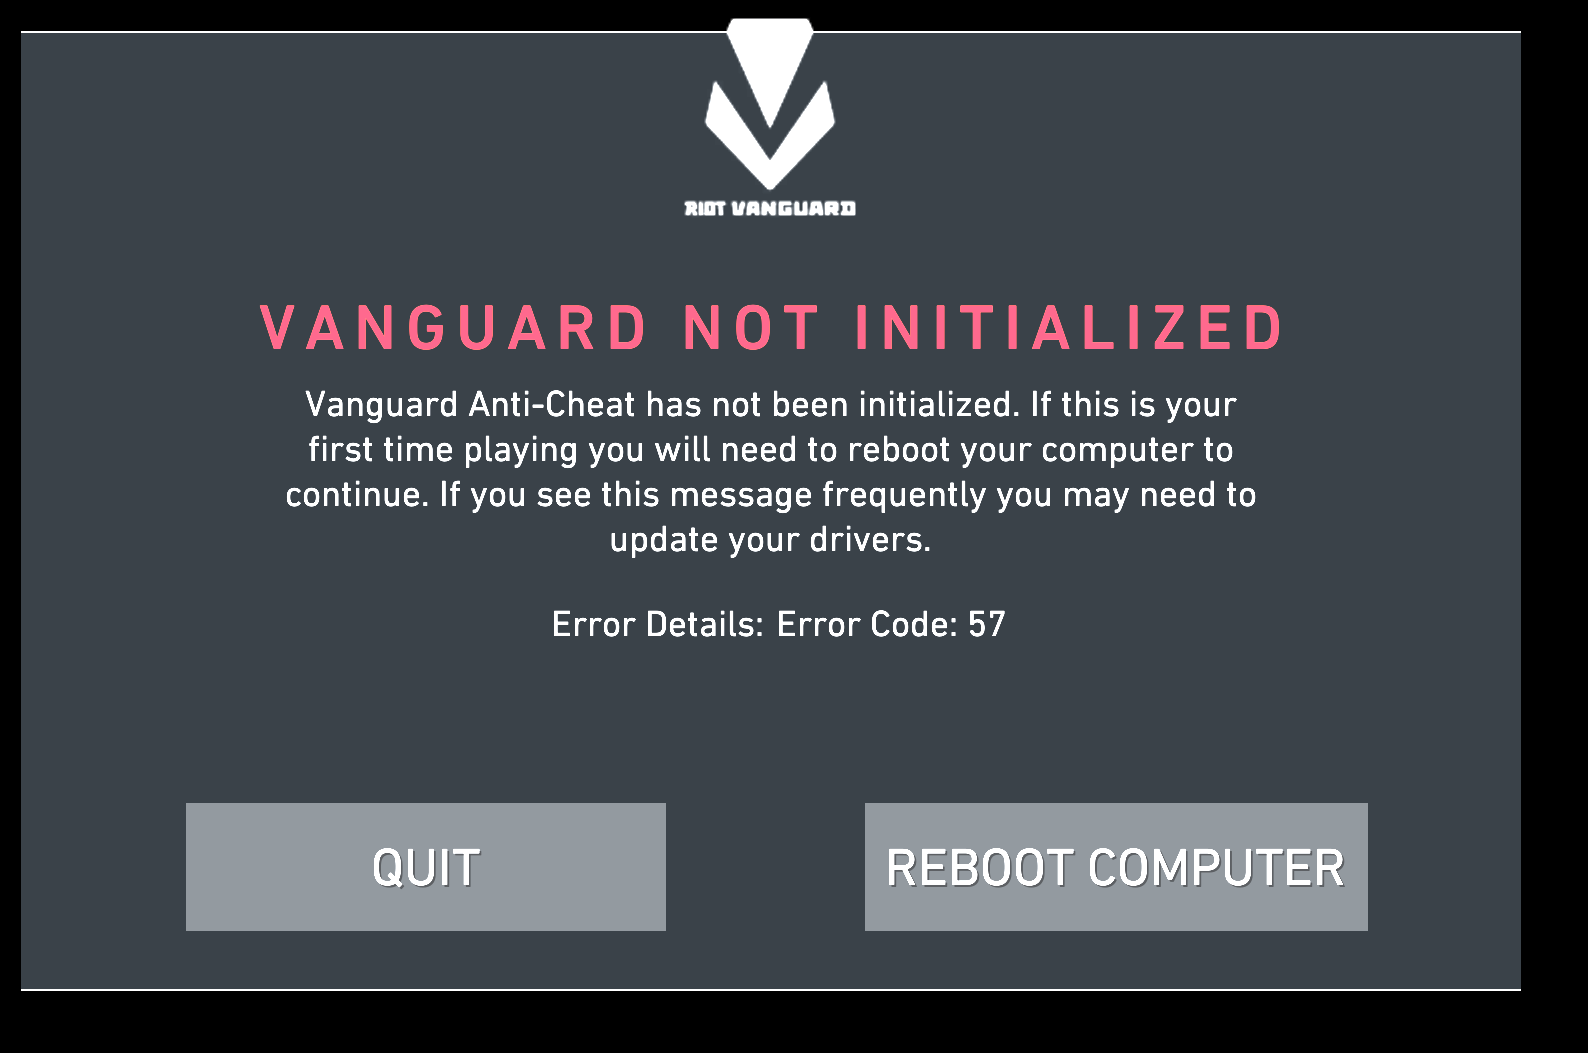 RIOT VANGUARD
VANGUARD NOT INITIALIZED
Vanguard Anti-Cheat has not been initialized. If this is your
first time playing you will need to reboot your computer to
continue. If you see this message frequently you may need to
update your drivers.
Error Details: Error Code: 57
QUIT
REBOOT COMPUTER